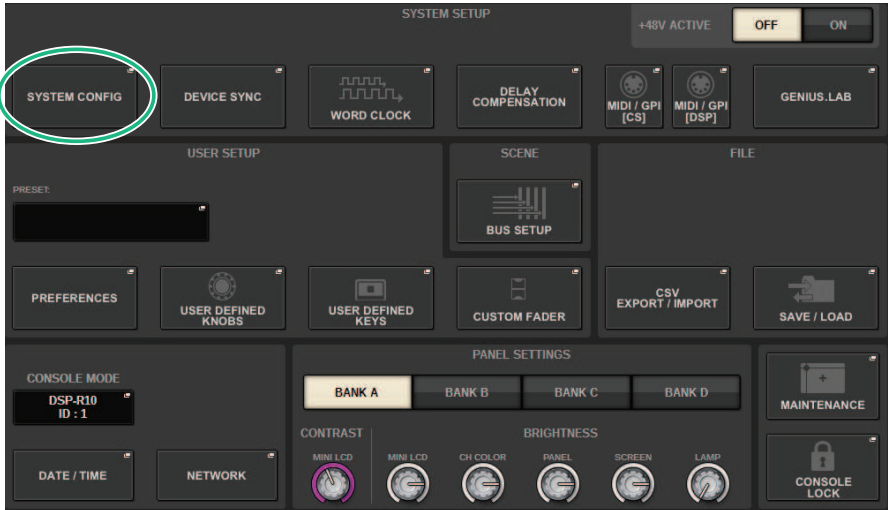 SYSTEM SETUP
+48V ACTIVE
OFF
ON
SYSTEM CONFIG
DEVICE SYNC
WORD CLOCK
DELAY
COMPENSATION
MIDI / GPI
[CS]
MIDI / GPI
[DSP]
GENIUS.LAB
USER SETUP
SCENE
FILE
PRESET:
BUS SETUP
PREFERENCES
USER DEFINED
KNOBS
USER DEFINED
KEYS
CUSTOM FADER
CSV
EXPORT / IMPORT
SAVE / LOAD
CONSOLE MODE
DSP-R10
ID : 1
DATE / TIME
NETWORK
PANEL SETTINGS
BANK A
BANK B
BANK C
BANK D
CONTRAST
BRIGHTNESS
MINI LCD
MINI LCD
CH COLOR
PANEL
SCREEN
LAMP
MAINTENANCE
CONSOLE
LOCK